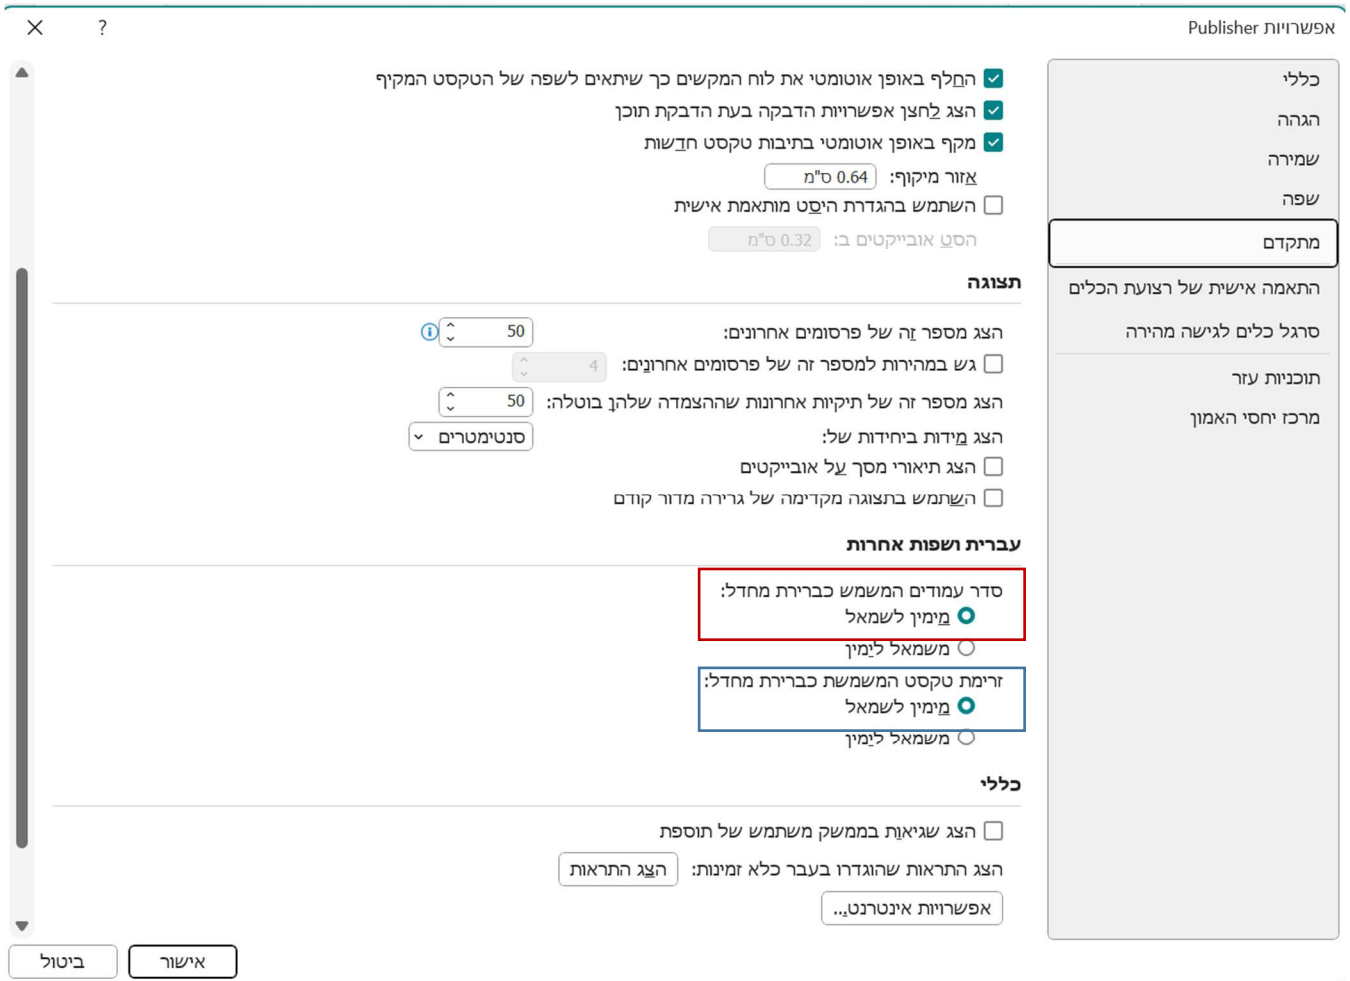 אפשרויות Publisher
?
כללי
הגהה
שמירה
שפה
מתקדם
התאמה אישית של רצועת הכלים
סרגל כלים לגישה מהירה
תוכניות עזר
מרכז יחסי האמון
החלף באופן אוטומטי את לוח המקשים כך שיתאים לשפה של הטקסט המקיף
הצג לחצן אפשרויות הדבקה בעת הדבקת תוכן
מקף באופן אוטומטי בתיבות טקסט חדשות
אזור מיקוף: 0.64 ס"מ
השתמש בהגדרת היסט מותאמת אישית
הסט אובייקטים ב: 0.32 ס"מ
תצוגה
הצג מספר זה של פרסומים אחרונים: 50
גש במהירות למספר זה של פרסומים אחרונים: 4
הצג מספר זה של תיקיות אחרונות שההצמדה שלהן בוטלה: 50
הצג מידות ביחידות של: סנטימטרים
הצג תיאורי מסך על אובייקטים
השתמש בתצוגה מקדימה של גרירה מדור קודם
עברית ושפות אחרות
סדר עמודים המשמש כברירת מחדל:
מימין לשמאל
משמאל לימין
זרימת טקסט המשמשת כברירת מחדל:
מימין לשמאל
משמאל לימין
כללי
הצג שגיאות בממשק משתמש של תוספת
הצג התראות שהוגדרו בעבר כלא זמינות: הצג התראות
אפשרויות אינטרנט...
אישור
ביטול